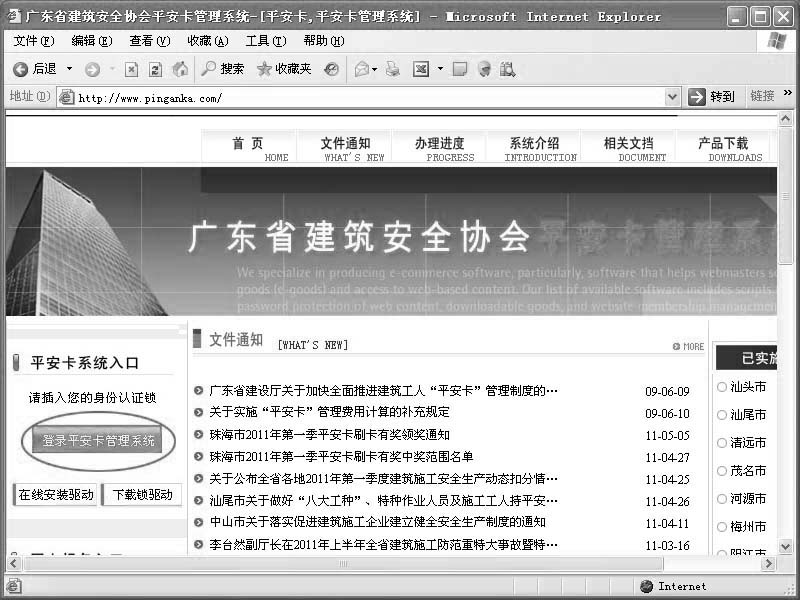 广东省建筑安全协会平安卡管理系统-[平安卡,平安卡管理系统] - Microsoft Internet Explorer
文件(F) 编辑(E) 查看(V) 收藏(A) 工具(T) 帮助(H)
后退 搜索 收藏夹
地址(D) http://www.pinganka.com/ 转到 链接 »
首 页 文件通知 办理进度 系统介绍 相关文挡 产品下载
HOME WHAT'S NEW PROGRESS INTRODUCTION DOCUMENT DOWNLOADS
广东省建筑安全协会
We specialize in producing e-commerce software, particularly, software that helps webmasters s
goods (e-goods) and access to web-based content. Our list of available software includes scripts
password protection of web content, downloadable goods, and website membership management
平安卡系统入口
请插入您的身份认证锁
登录平安卡管理系统
在线安装驱动 下载锁驱动
文件通知 [WHAT'S NEW] MORE
广东省建设厅关于加快全面推进建筑工人“平安卡”管理制度的… 09-06-09
关于实施“平安卡”管理费用计算的补充规定 09-06-10
珠海市2011年第一季平安卡刷卡有奖领奖通知 11-05-05
珠海市2011年第一季平安卡刷卡有奖中奖范围名单 11-04-27
关于公布全省各地2011年第一季度建筑施工安全生产动态扣分情… 11-04-25
汕尾市关于做好“八大工种”、特种作业人员及施工工人持平安… 11-04-26
中山市关于落实促进建筑施工企业建立健全安全生产制度的通知 11-04-11
李台然副厅长在2011年上半年全省建筑施工防范重特大事故暨特… 11-03-16
已实施
汕头市
汕尾市
清远市
茂名市
河源市
梅州市
阳江市
Internet